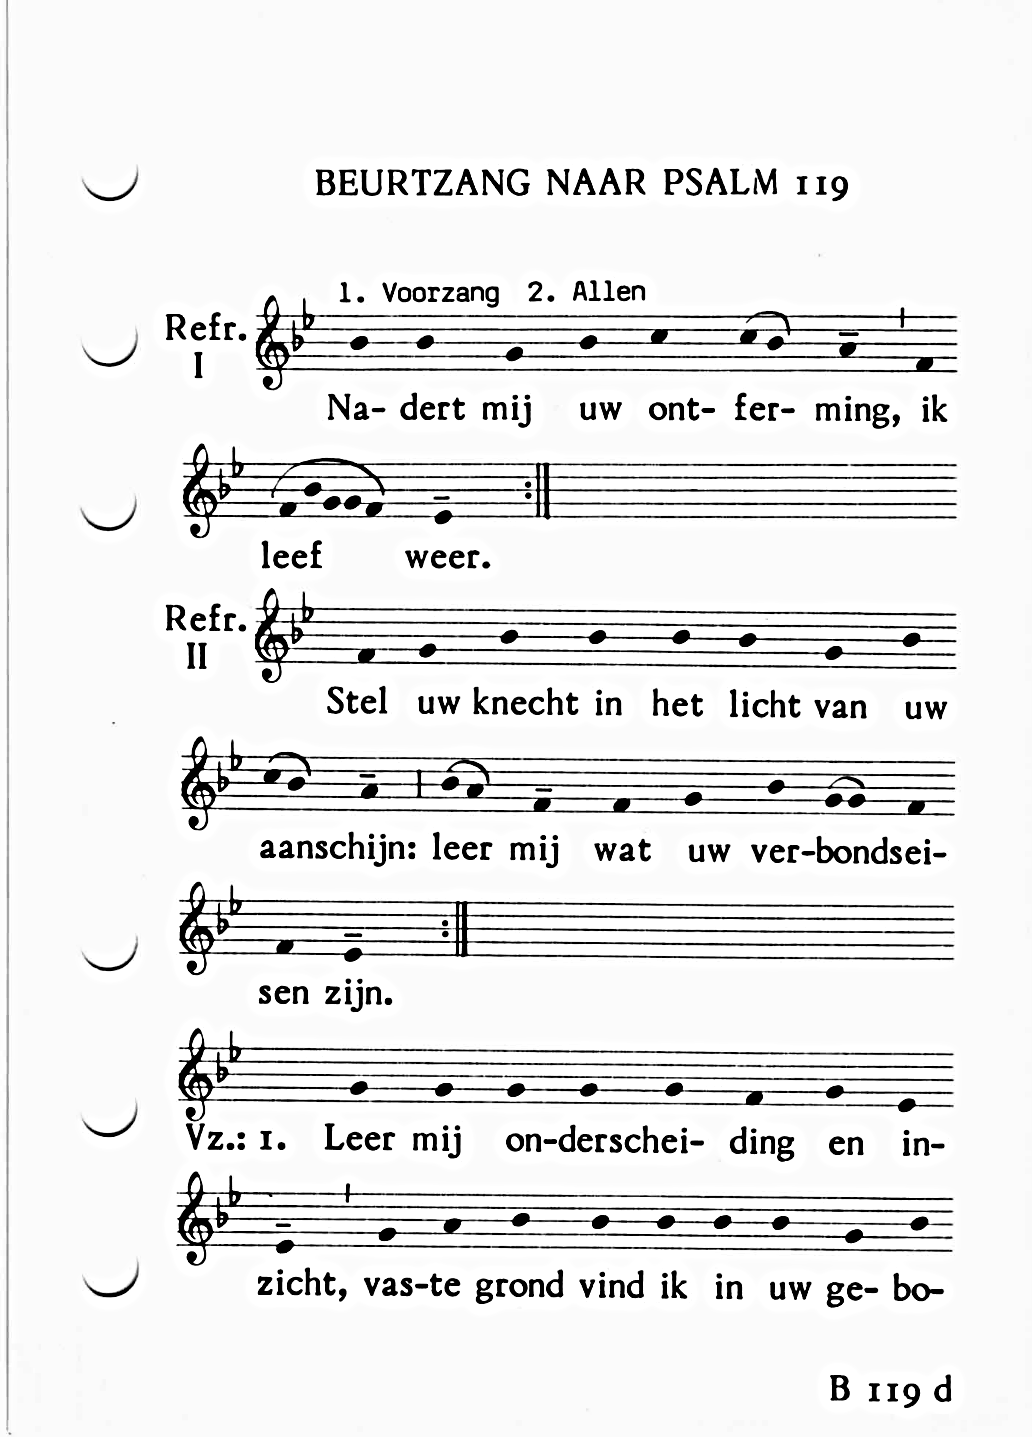 BEURTZANG NAAR PSALM 119
1. Voorzang 2. Allen
Refr.
I
Na- dert mij uw ont- fer- ming, ik
leef weer.
Refr.
II
Stel uw knecht in het licht van uw
aanschijn: leer mij wat uw ver-bondsei-
sen zijn.
Vz.: 1. Leer mij on-derschei- ding en in-
zicht, vas-te grond vind ik in uw ge- bo-
B 119 d